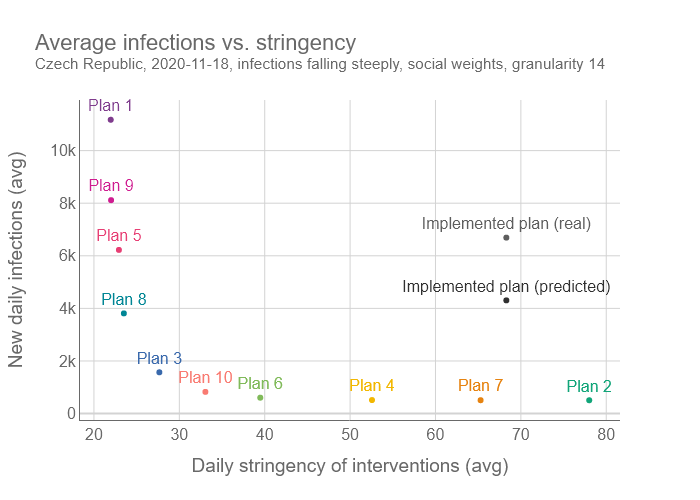 Average infections vs. stringency
Czech Republic, 2020-11-18, infections falling steeply, social weights, granularity 14
Plan 1
10k
Plan 9
8k
Implemented plan (real)
Plan 5
6k
Implemented plan (predicted)
Plan 8
4k
Plan 3
2k
Plan 10
Plan 6
Plan 4
Plan 7
Plan 2
0
20
30
40
50
60
70
80
New daily infections (avg)
Daily stringency of interventions (avg)